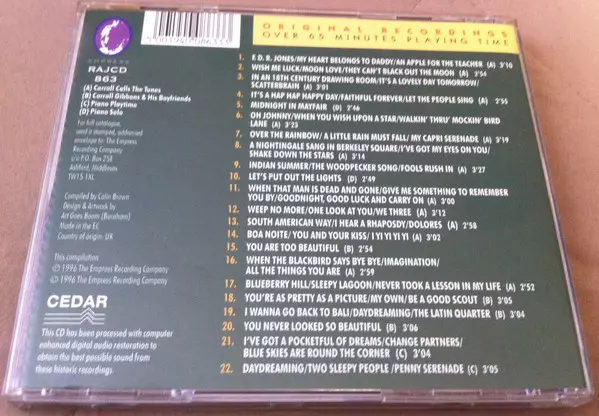 ORIGINAL RECORDINGS
OVER 65 MINUTES PLAYING TIME
EMPRESS
RAJCD
863
(A) Carroll Calls The Tunes
(B) Carroll Gibbons & His Boyfriends
(C) Piano Playtime
(D) Piano Solo
For full catalogue,
send a stamped, addressed
envelope to: The Empress
Recording Company
c/o P.O. Box 258
Ashford, Middlesex
TW15 1XL
Compiled by Colin Brown
Design & Artwork by
Art Goes Boom (Banxham)
Made in the EC
Country of origin: UK
This compilation
℗ 1996 The Empress Recording Company
© 1996 The Empress Recording Company
CEDAR
This CD has been processed with computer
enhanced digital audio restoration to
obtain the best possible sound from
these historic recordings.
1. F. D. R. JONES/MY HEART BELONGS TO DADDY/AN APPLE FOR THE TEACHER (A) 3'10
2. WISH ME LUCK/MOON LOVE/THEY CAN'T BLACK OUT THE MOON (A) 2'54
3. IN AN 18TH CENTURY DRAWING ROOM/IT'S A LOVELY DAY TOMORROW/
SCATTERBRAIN (A) 3'01
4. IT'S A HAP HAP HAPPY DAY/FAITHFUL FOREVER/LET THE PEOPLE SING (A) 2'55
5. MIDNIGHT IN MAYFAIR (D) 2'46
6. OH JOHNNY/WHEN YOU WISH UPON A STAR/WALKIN' THRU' MOCKIN' BIRD
LANE (A) 3'23
7. OVER THE RAINBOW/ A LITTLE RAIN MUST FALL/ MY CAPRI SERENADE (A) 3'19
8. A NIGHTINGALE SANG IN BERKELEY SQUARE/I'VE GOT MY EYES ON YOU/
SHAKE DOWN THE STARS (A) 3'14
9. INDIAN SUMMER/THE WOODPECKER SONG/FOOLS RUSH IN (A) 3'27
10. LET'S PUT OUT THE LIGHTS (D) 2'49
11. WHEN THAT MAN IS DEAD AND GONE/GIVE ME SOMETHING TO REMEMBER
YOU BY/GOODNIGHT, GOOD LUCK AND CARRY ON (A) 3'00
12. WEEP NO MORE/ONE LOOK AT YOU/WE THREE (A) 3'12
13. SOUTH AMERICAN WAY/I HEAR A RHAPSODY/DOLORES (A) 2'58
14. BOA NOITE/ YOU AND YOUR KISS/ I YI YI YI YI (A) 3'02
15. YOU ARE TOO BEAUTIFUL (B) 2'54
16. WHEN THE BLACKBIRD SAYS BYE BYE/IMAGINATION/
ALL THE THINGS YOU ARE (A) 2'59
17. BLUEBERRY HILL/SLEEPY LAGOON/NEVER TOOK A LESSON IN MY LIFE (A) 2'52
18. YOU'RE AS PRETTY AS A PICTURE/MY OWN/BE A GOOD SCOUT (B) 3'05
19. I WANNA GO BACK TO BALI/DAYDREAMING/THE LATIN QUARTER (B) 3'04
20. YOU NEVER LOOKED SO BEAUTIFUL (B) 3'06
21. I'VE GOT A POCKETFUL OF DREAMS/CHANGE PARTNERS/
BLUE SKIES ARE ROUND THE CORNER (C) 3'04
22. DAYDREAMING/TWO SLEEPY PEOPLE /PENNY SERENADE (C) 3'05